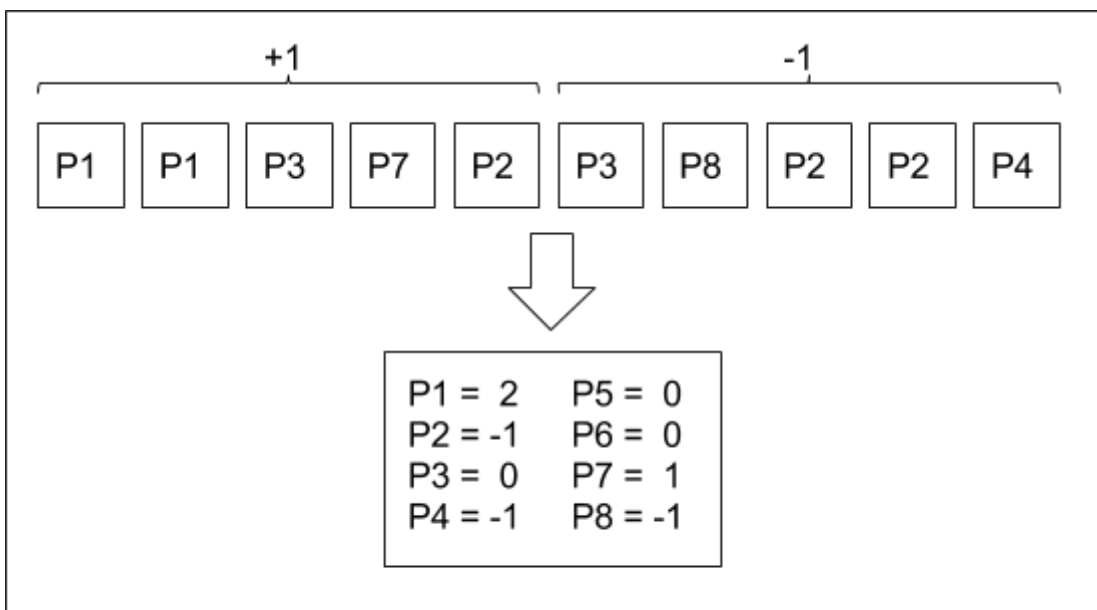 +1 -1
P1 P1 P3 P7 P2 P3 P8 P2 P2 P4
P1 = 2 P5 = 0
P2 = -1 P6 = 0
P3 = 0 P7 = 1
P4 = -1 P8 = -1